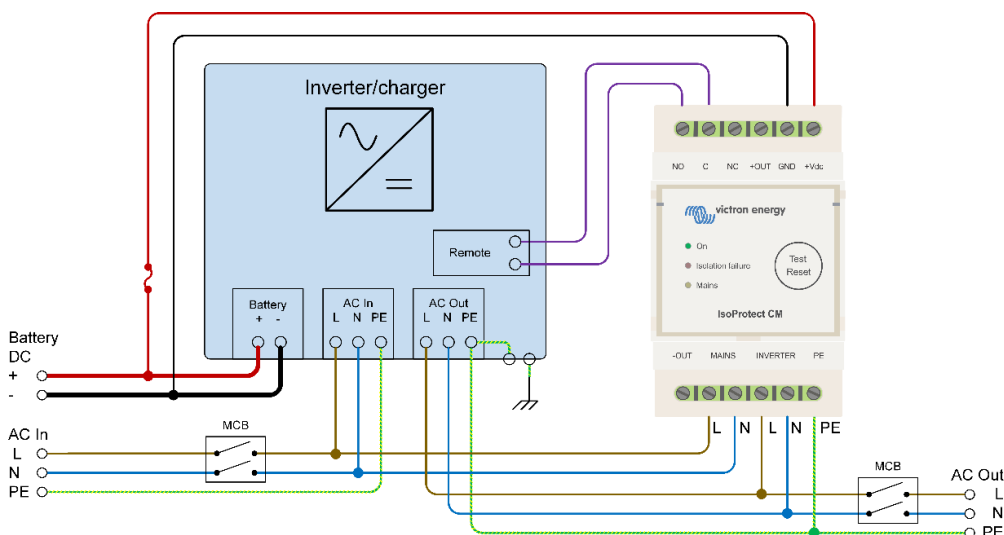 Inverter/charger
NO C NC +OUT GND +Vdc
victron energy
On
Isolation failure
Mains
Test
Reset
IsoProtect CM
Remote
Battery
+ -
AC In
L N PE
AC Out
L N PE
-OUT MAINS INVERTER PE
L N L N PE
Battery
DC
+
-
AC In
L
N
PE
MCB
MCB
AC Out
L
N
PE